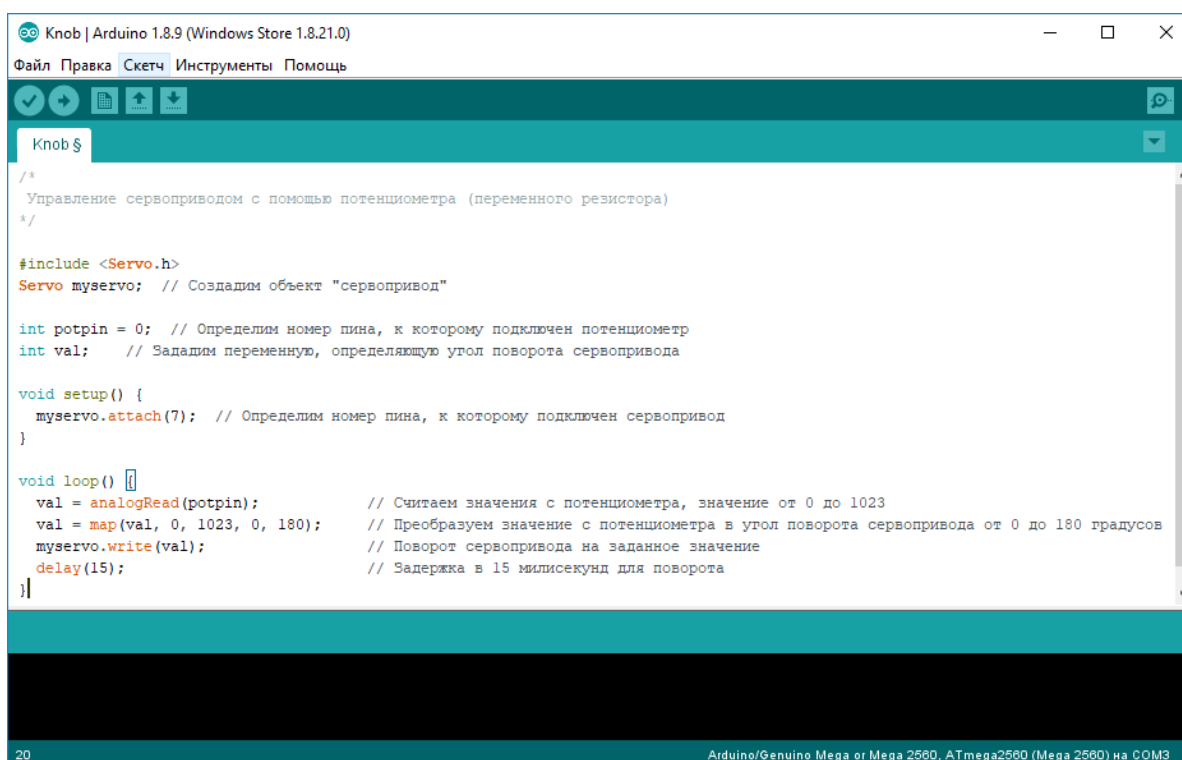 Knob | Arduino 1.8.9 (Windows Store 1.8.21.0)
Файл Правка Скетч Инструменты Помощь
Knob §
/*
 Управление сервоприводом с помощью потенциометра (переменного резистора)
*/
#include <Servo.h>
Servo myservo;  // Создадим объект "сервопривод"
int potpin = 0;  // Определим номер пина, к которому подключен потенциометр
int val;    // Зададим переменную, определяющую угол поворота сервопривода
void setup() {
  myservo.attach(7);  // Определим номер пина, к которому подключен сервопривод
}
void loop() {
  val = analogRead(potpin);            // Считаем значения с потенциометра, значение от 0 до 1023
  val = map(val, 0, 1023, 0, 180);     // Преобразуем значение с потенциометра в угол поворота сервопривода от 0 до 180 градусов
  myservo.write(val);                  // Поворот сервопривода на заданное значение
  delay(15);                           // Задержка в 15 милисекунд для поворота
}
20 Arduino/Genuino Mega or Mega 2560, ATmega2560 (Mega 2560) на COM3